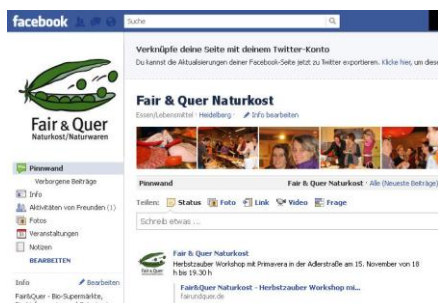 facebook
Suche
Verknüpfe deine Seite mit deinem Twitter-Konto
Du kannst die Aktualisierungen deiner Facebook-Seite jetzt zu Twitter exportieren. Klicke hier, um diese
Fair & Quer
Naturkost/Naturwaren
Fair & Quer Naturkost
Essen/Lebensmittel · Heidelberg · Info bearbeiten
Pinnwand
Verborgene Beiträge
Info
Aktivitäten von Freunden (1)
Fotos
Veranstaltungen
Notizen
BEARBEITEN
Info Bearbeiten
Fair&Quer - Bio-Supermärkte,
Pinnwand Fair & Quer Naturkost · Alle (Neueste Beiträge)
Teilen: Status Foto Link Video Frage
Schreib etwas ...
Fair & Quer Naturkost
Herbstzauber Workshop mit Primavera in der Adlerstraße am 15. November von 18
h bis 19.30 h
Fair&Quer Naturkost - Herbstzauber Workshop mi...
fairundquer.de